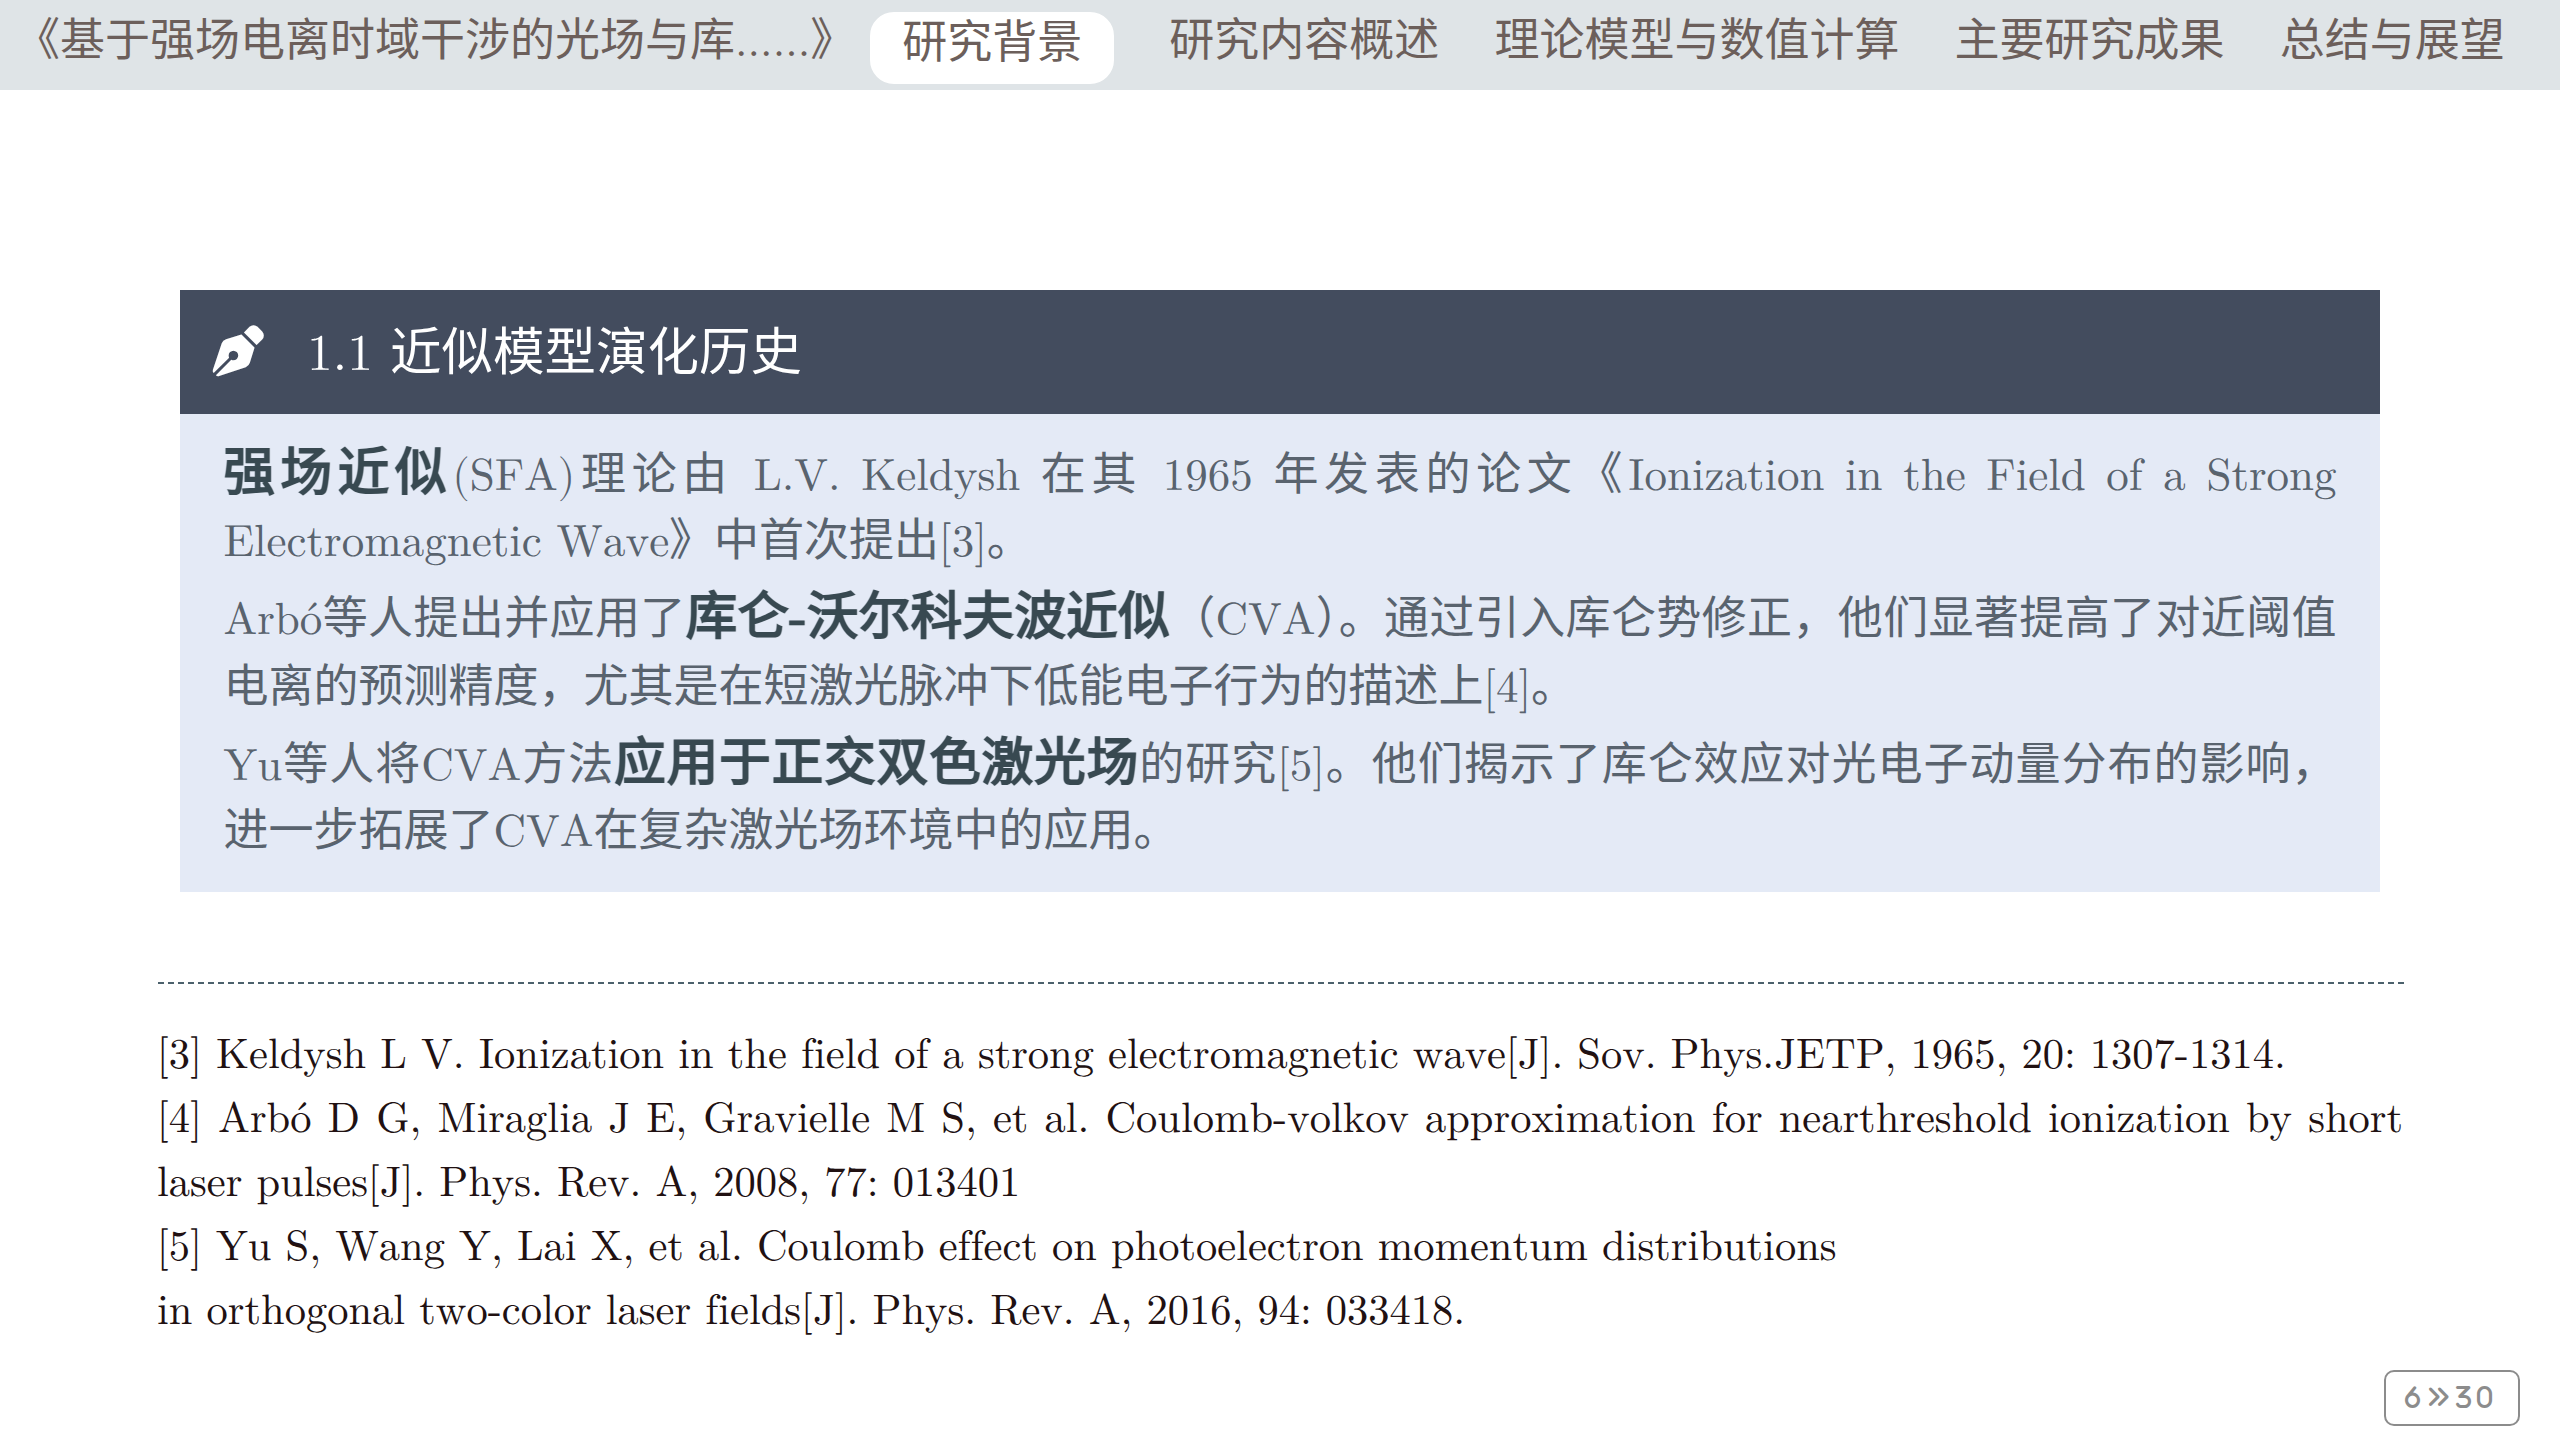 《基于强场电离时域干涉的光场与库......》 研究背景 研究内容概述 理论模型与数值计算 主要研究成果 总结与展望
1.1 近似模型演化历史
强场近似(SFA)理论由 L.V. Keldysh 在其 1965 年发表的论文《Ionization in the Field of a Strong
Electromagnetic Wave》中首次提出[3]。
Arbó等人提出并应用了库仑-沃尔科夫波近似（CVA）。通过引入库仑势修正，他们显著提高了对近阈值
电离的预测精度，尤其是在短激光脉冲下低能电子行为的描述上[4]。
Yu等人将CVA方法应用于正交双色激光场的研究[5]。他们揭示了库仑效应对光电子动量分布的影响，
进一步拓展了CVA在复杂激光场环境中的应用。
[3] Keldysh L V. Ionization in the field of a strong electromagnetic wave[J]. Sov. Phys.JETP, 1965, 20: 1307-1314.
[4] Arbó D G, Miraglia J E, Gravielle M S, et al. Coulomb-volkov approximation for nearthreshold ionization by short
laser pulses[J]. Phys. Rev. A, 2008, 77: 013401
[5] Yu S, Wang Y, Lai X, et al. Coulomb effect on photoelectron momentum distributions
in orthogonal two-color laser fields[J]. Phys. Rev. A, 2016, 94: 033418.
6»30